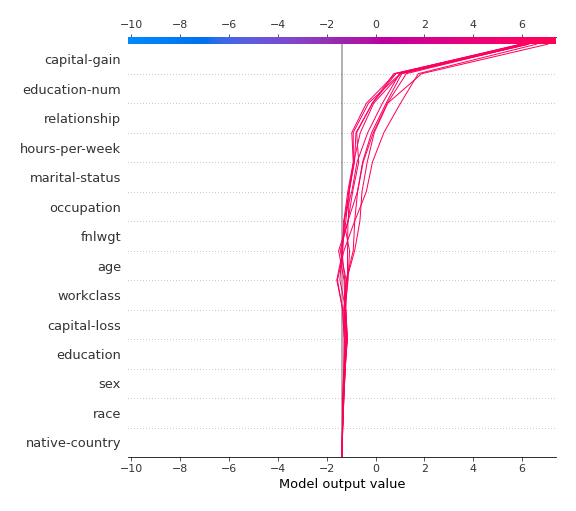 −10 −8 −6 −4 −2 0 2 4 6
capital-gain
education-num
relationship
hours-per-week
marital-status
occupation
fnlwgt
age
workclass
capital-loss
education
sex
race
native-country
−10 −8 −6 −4 −2 0 2 4 6
Model output value